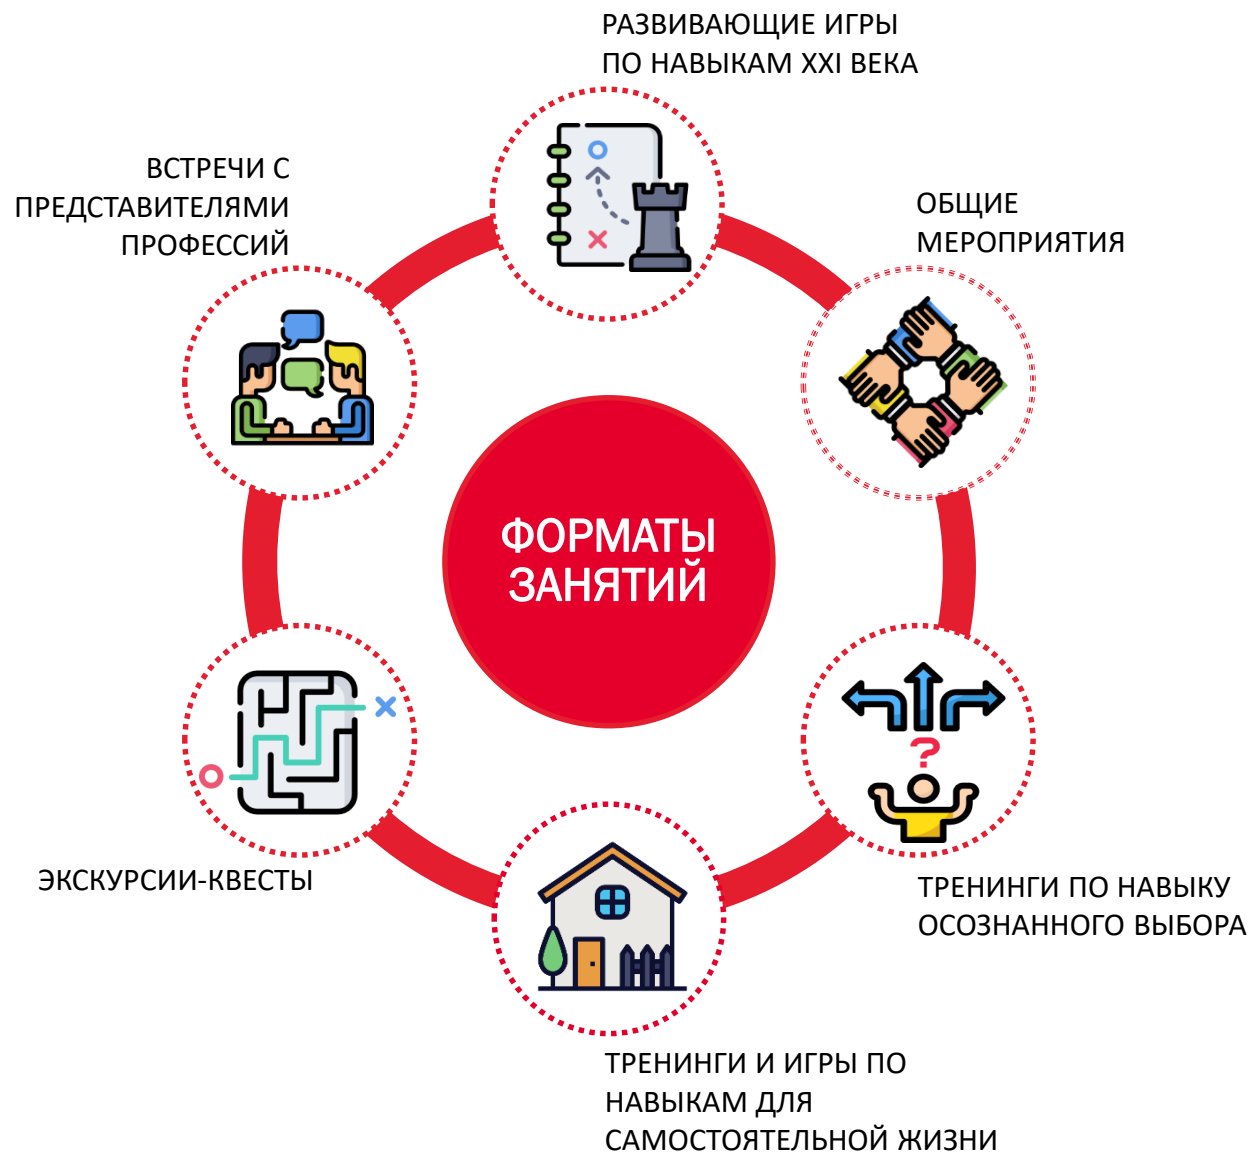 РАЗВИВАЮЩИЕ ИГРЫ
ПО НАВЫКАМ XXI ВЕКА
ВСТРЕЧИ С
ПРЕДСТАВИТЕЛЯМИ
ПРОФЕССИЙ
ОБЩИЕ
МЕРОПРИЯТИЯ
ФОРМАТЫ
ЗАНЯТИЙ
?
ЭКСКУРСИИ-КВЕСТЫ
ТРЕНИНГИ ПО НАВЫКУ
ОСОЗНАННОГО ВЫБОРА
ТРЕНИНГИ И ИГРЫ ПО
НАВЫКАМ ДЛЯ
САМОСТОЯТЕЛЬНОЙ ЖИЗНИ